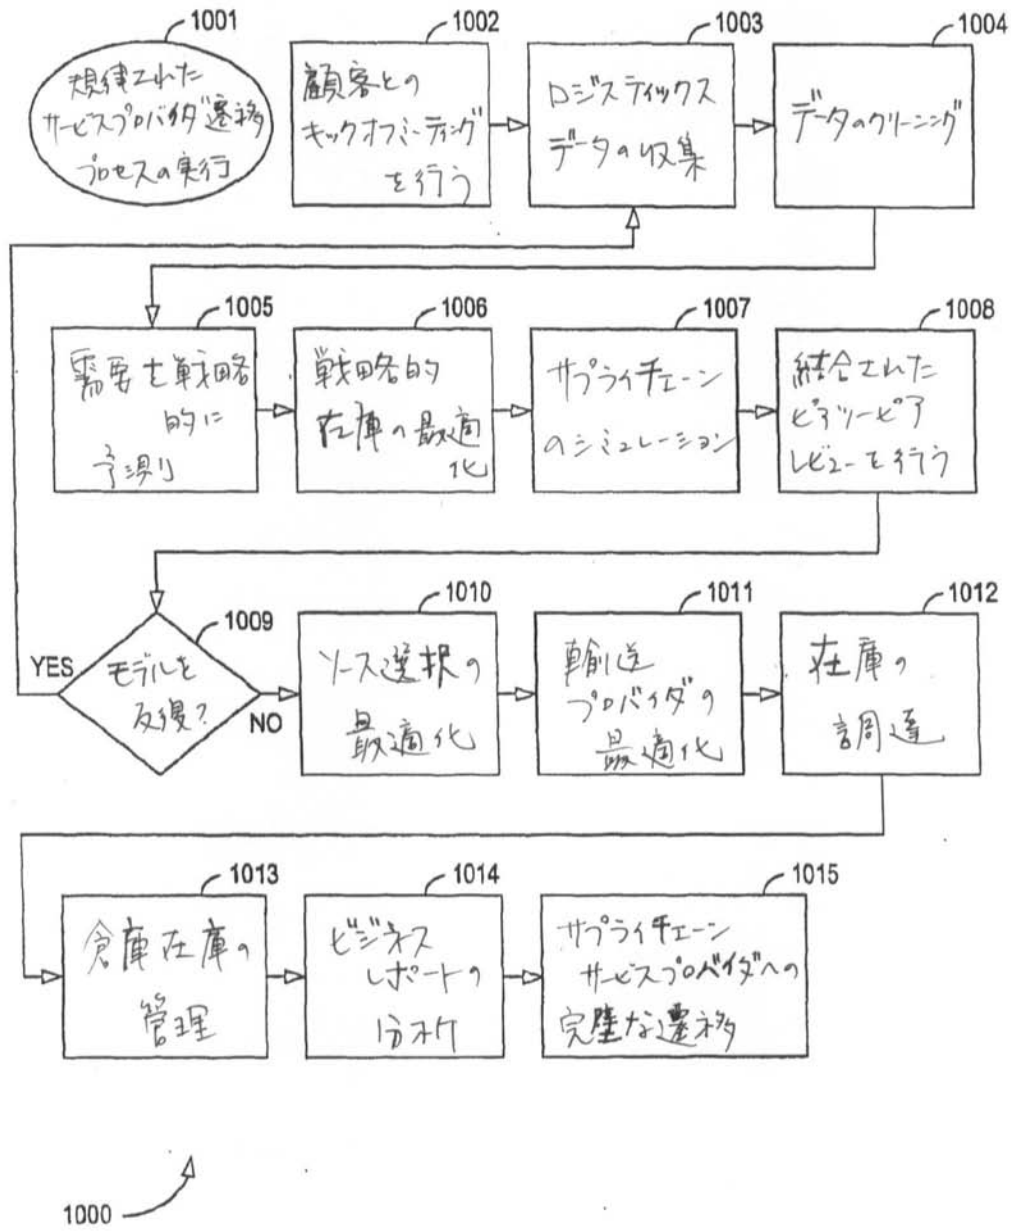 1001
規律された
サービスプロバイダ遷移
プロセスの実行
1002
顧客との
キックオフミーティング
を行う
1003
ロジスティックス
データの収集
1004
データのクリーニング
1005
需要を戦略
的に
予測
1006
戦略的
在庫の最適
化
1007
サプライチェーン
のシミュレーション
1008
結合された
ピアツーピア
レビューを行う
1009
モデルを
反復?
YES
NO
1010
ソース選択の
最適化
1011
輸送
プロバイダの
最適化
1012
在庫の
調達
1013
倉庫在庫の
管理
1014
ビジネス
レポートの
分析
1015
サプライチェーン
サービスプロバイダへの
完璧な遷移
1000